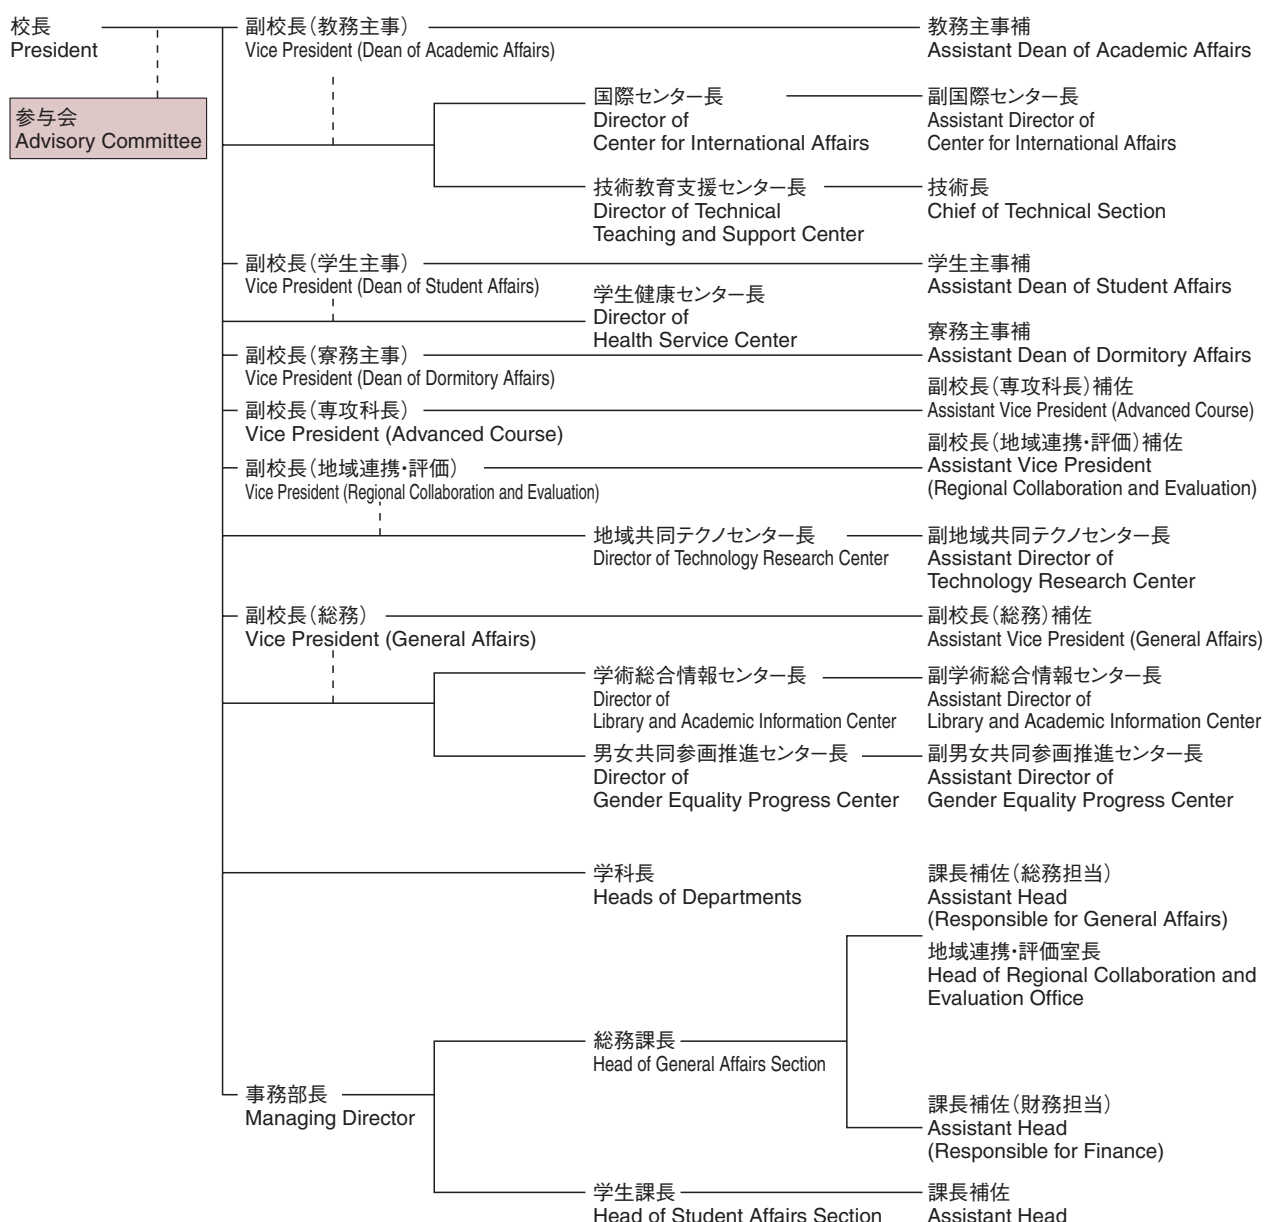 校長
President
参与会
Advisory Committee
副校長（教務主事）
Vice President (Dean of Academic Affairs)
教務主事補
Assistant Dean of Academic Affairs
国際センター長
Director of
Center for International Affairs
副国際センター長
Assistant Director of
Center for International Affairs
技術教育支援センター長
Director of Technical
Teaching and Support Center
技術長
Chief of Technical Section
副校長（学生主事）
Vice President (Dean of Student Affairs)
学生主事補
Assistant Dean of Student Affairs
学生健康センター長
Director of
Health Service Center
副校長（寮務主事）
Vice President (Dean of Dormitory Affairs)
寮務主事補
Assistant Dean of Dormitory Affairs
副校長（専攻科長）
Vice President (Advanced Course)
副校長（専攻科長）補佐
Assistant Vice President (Advanced Course)
副校長（地域連携・評価）
Vice President (Regional Collaboration and Evaluation)
副校長（地域連携・評価）補佐
Assistant Vice President
(Regional Collaboration and Evaluation)
地域共同テクノセンター長
Director of Technology Research Center
副地域共同テクノセンター長
Assistant Director of
Technology Research Center
副校長（総務）
Vice President (General Affairs)
副校長（総務）補佐
Assistant Vice President (General Affairs)
学術総合情報センター長
Director of
Library and Academic Information Center
副学術総合情報センター長
Assistant Director of
Library and Academic Information Center
男女共同参画推進センター長
Director of
Gender Equality Progress Center
副男女共同参画推進センター長
Assistant Director of
Gender Equality Progress Center
学科長
Heads of Departments
課長補佐（総務担当）
Assistant Head
(Responsible for General Affairs)
地域連携・評価室長
Head of Regional Collaboration and
Evaluation Office
総務課長
Head of General Affairs Section
事務部長
Managing Director
課長補佐（財務担当）
Assistant Head
(Responsible for Finance)
学生課長
Head of Student Affairs Section
課長補佐
Assistant Head